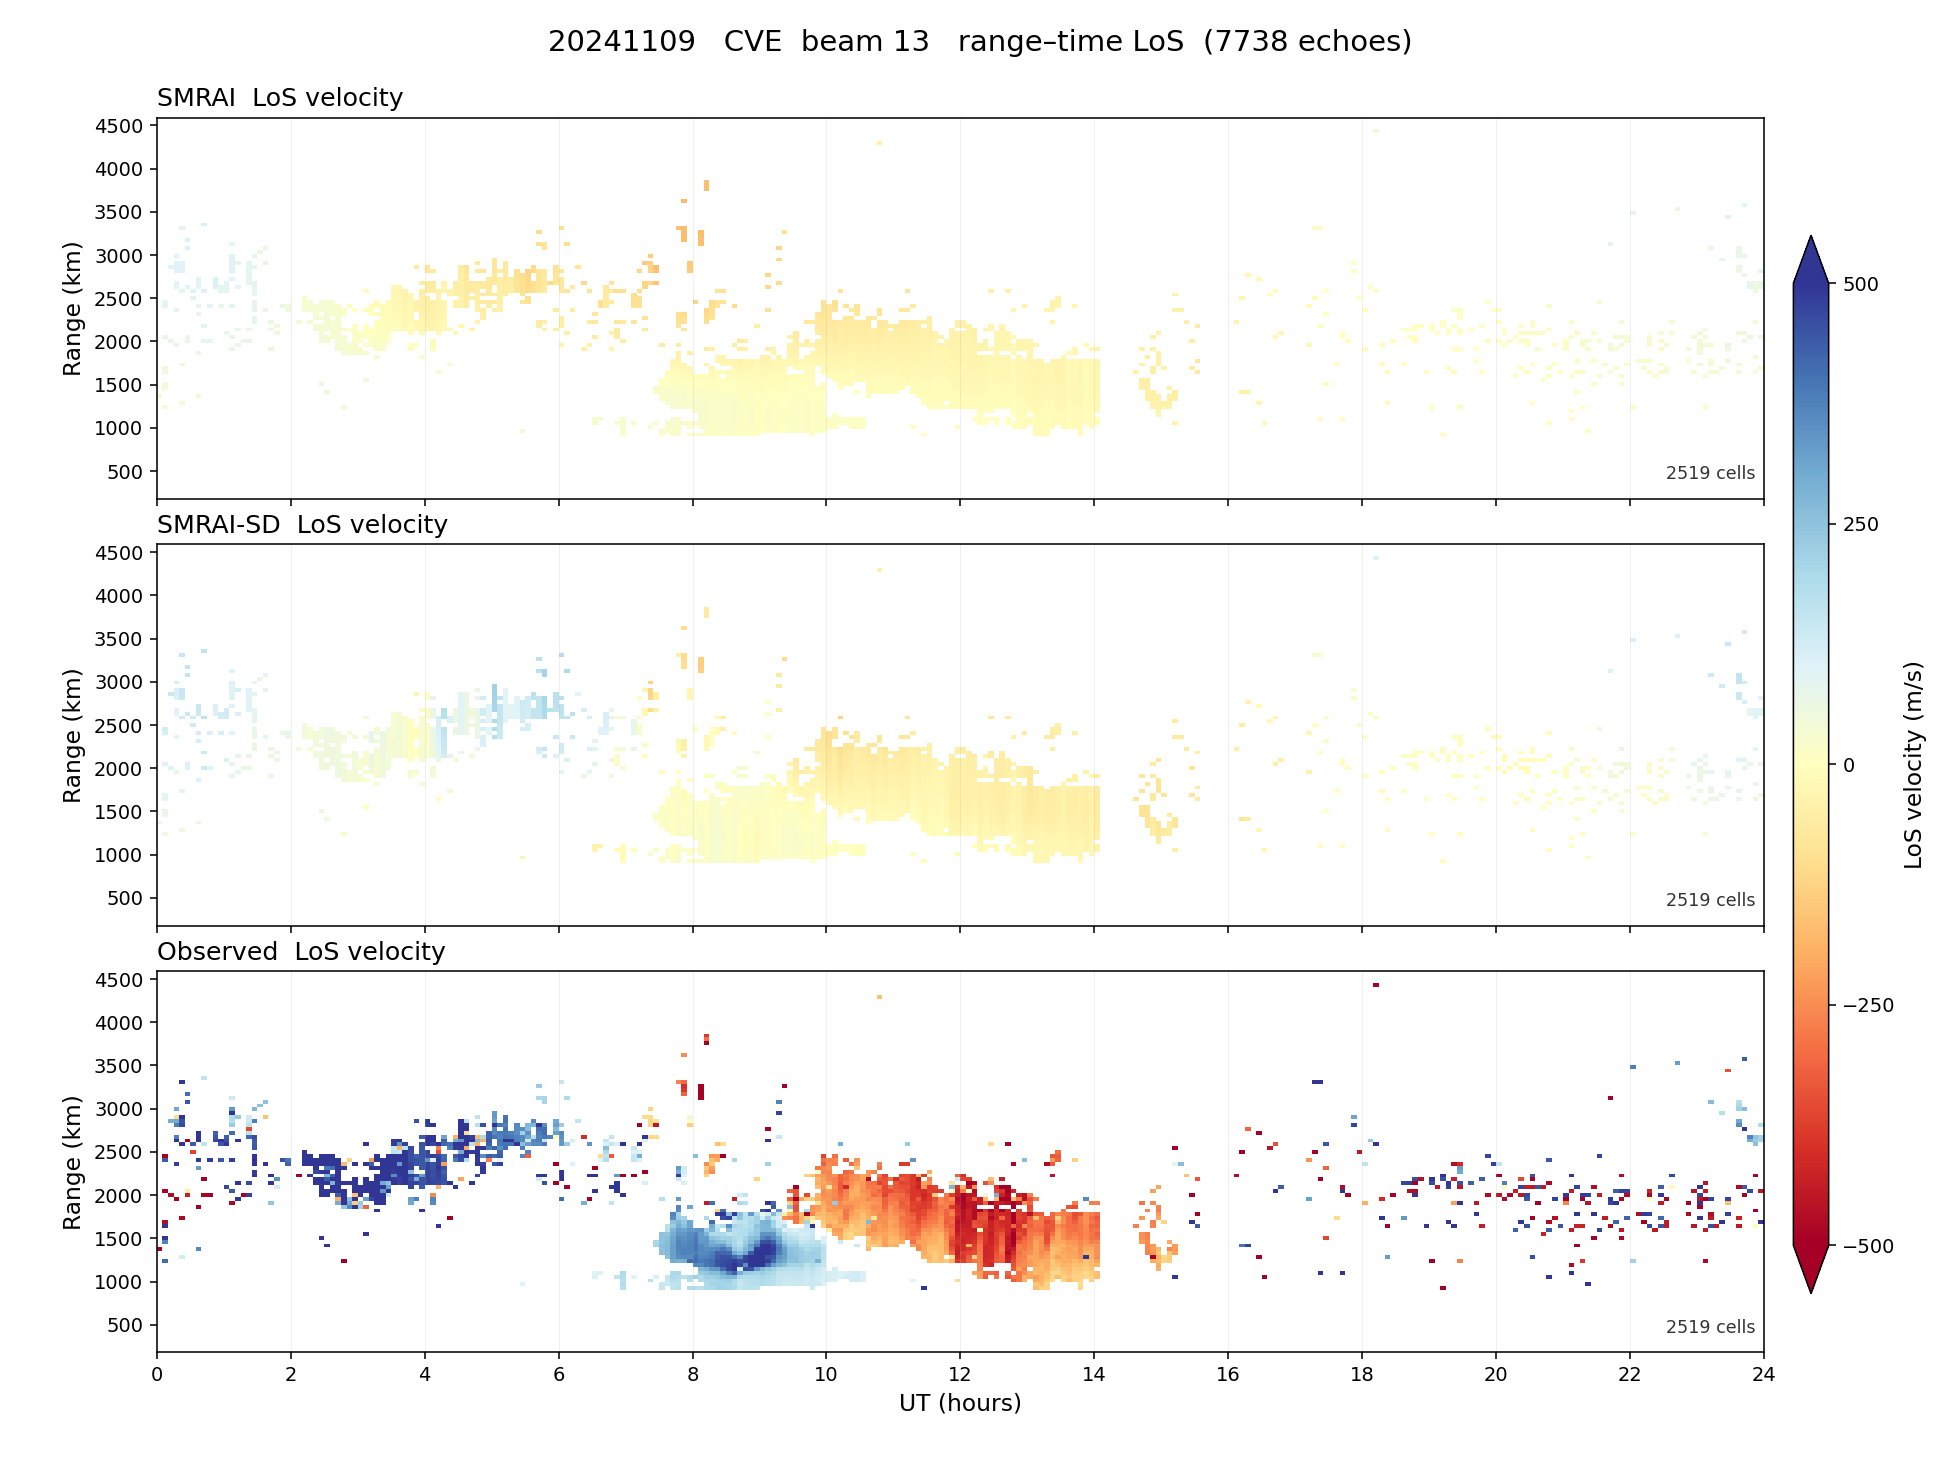 20241109   CVE  beam 13   range–time LoS  (7738 echoes)
SMRAI  LoS velocity
4500
4000
3500
3000
2500
2000
1500
1000
500
Range (km)
2519 cells
SMRAI-SD  LoS velocity
4500
4000
3500
3000
2500
2000
1500
1000
500
Range (km)
2519 cells
Observed  LoS velocity
4500
4000
3500
3000
2500
2000
1500
1000
500
Range (km)
2519 cells
0 2 4 6 8 10 12 14 16 18 20 22 24
UT (hours)
500
250
0
−250
−500
LoS velocity (m/s)